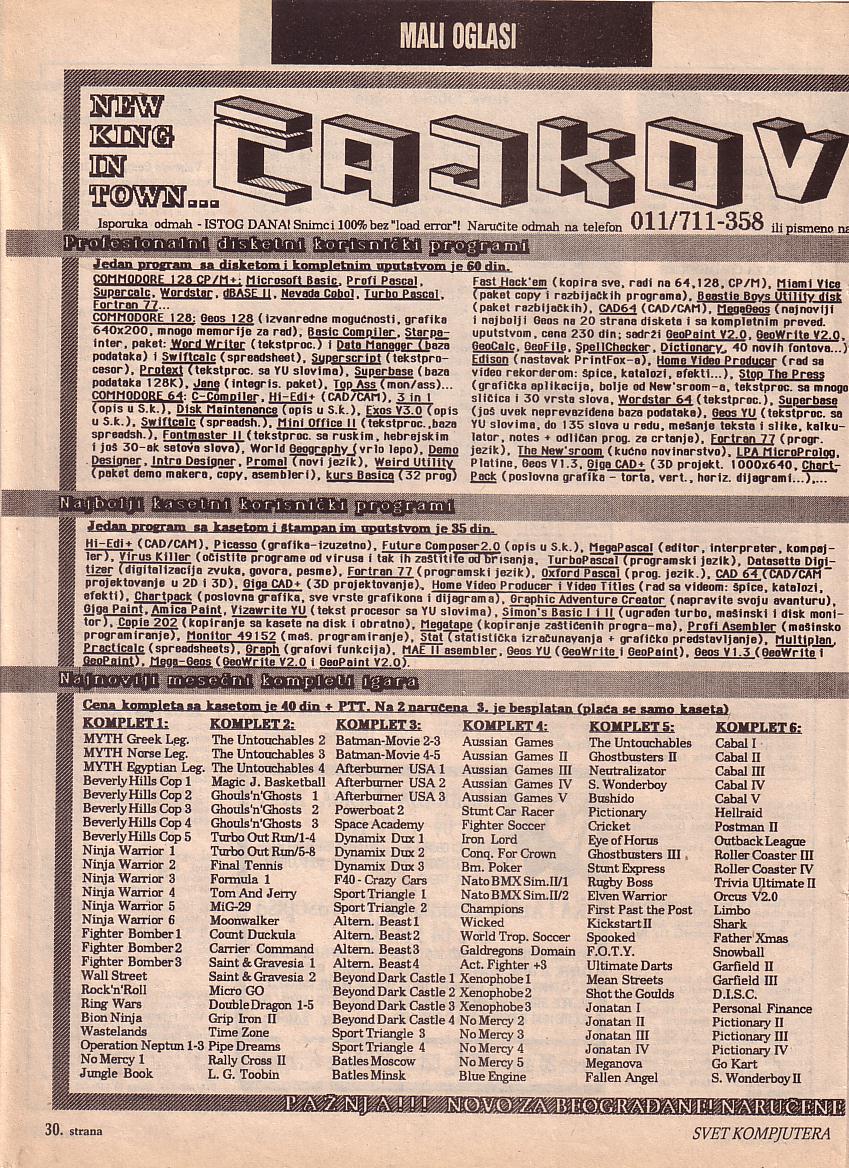 MALI OGLASI
NEW
KING
IN
TOWN...
ČAJKOV
Isporuka odmah - ISTOG DANA! Snimci 100% bez "load error"! Naručite odmah na telefon 011/711-358 ili pismeno na
Profesionalni disketni korisnički programi
Jedan program sa disketom i kompletnim uputstvom je 60 din.
COMMODORE 128 CP/M+: Microsoft Basic, Profi Pascal,
Supercalc, Wordstar, dBASE II, Nevada Cobol, Turbo Pascal,
Fortran 77...
COMMODORE 128: Geos 128 (izvanredne mogućnosti, grafika
640x200, mnogo memorije za rad), Basic Compiler, Starpa-
inter, paket: Word Writer (tekstproc.) i Data Manager (baza
podataka) i Swiftcalc (spreadsheet), Superscript (tekstpro-
cesor), Protext (tekstproc. sa YU slovima), Superbase (baza
podataka 128K), Jane (integris. paket), Top Ass (mon/ass)...
COMMODORE 64: C-Compiler, Hi-Edi+ (CAD/CAM), 3 in 1
(opis u S.k.), Disk Maintenance (opis u S.k.), Exos V3.0 (opis
u S.k.), Swiftcalc (spreadsh.), Mini Office II (tekstproc.,baza
spreadsh.), Fontmaster II (tekstproc. sa ruskim, hebrejskim
i još 30-ak setova slova), World Geography (vrlo lepo), Demo
Designer, Intro Designer, Promal (novi jezik), Weird Utility
(paket demo makera, copy, asembleri), kurs Basica (32 prog)
Fast Hack'em (kopira sve, radi na 64,128, CP/M), Miami Vice
(paket copy i razbijačkih programa), Beastie Boys Utility disk
(paket razbijačkih), CAD64 (CAD/CAM), MegaGeos (najnoviji
i najbolji Geos na 20 strana disketa i sa kompletnim preved.
uputstvom, cena 230 din; sadrži GeoPaint V2.0, GeoWrite V2.0,
GeoCalc, GeoFile, SpellChecker, Dictionary, 40 novih fontova...)
Edison (nastavak PrintFox-a), Home Video Producer (rad sa
video rekorderom: špice, katalozi, efekti...), Stop The Press
(grafička aplikacija, bolje od New'sroom-a, tekstproc. sa mnogo
sličica i 30 vrsta slova, Wordstar 64 (tekstproc.), Superbase
(još uvek neprevaziđena baza podataka), Geos YU (tekstproc. sa
YU slovima, do 135 slova u redu, mešanje teksta i slike, kalku-
lator, notes + odličan prog. za crtanje), Fortran 77 (progr.
jezik), The New'sroom (kućno novinarstvo), LPA MicroProlog,
Platine, Geos V1.3, Giga CAD+ (3D projekt. 1000x640, Chart-
Pack (poslovna grafika - torta, vert., horiz. dijagrami...),...
Najbolji kasetni korisnički programi
Jedan program sa kasetom i štampanim uputstvom je 35 din.
Hi-Edi+ (CAD/CAM), Picasso (grafika-izuzetno), Future Composer2.0 (opis u S.k.), MegaPascal (editor, interpreter, kompaj-
ler), Virus Killer (očistite programe od virusa i tak ih zaštitite od brisanja, TurboPascal (programski jezik), Datasette Digi-
tizer (digitalizacija zvuka, govora, pesme), Fortran 77 (programski jezik), Oxford Pascal (prog. jezik.), CAD 64 (CAD/CAM
projektovanje u 2D i 3D), Giga CAD+ (3D projektovanje), Home Video Producer i Video Titles (rad sa videom: špice, katalozi,
efekti), Chartpack (poslovna grafika, sve vrste grafikona i dijagrama), Graphic Adventure Creator (napravite svoju avanturu),
Giga Paint, Amica Paint, Vizawrite YU (tekst procesor sa YU slovima), Simon's Basic I i II (ugrađen turbo, mašinski i disk moni-
tor), Copie 202 (kopiranje sa kasete na disk i obratno), Megatape (kopiranje zaštićenih progra-ma), Profi Asembler (mašinsko
programiranje), Monitor 49152 (maš. programiranje), Stat (statistička izračunavanja + grafičko predstavljanje), Multiplan,
Practicalc (spreadsheets), Graph (grafovi funkcija), MAE II asembler, Geos YU (GeoWrite i GeoPaint), Geos V1.3 (GeoWrite i
GeoPaint), Mega-Geos (GeoWrite V2.0 i GeoPaint V2.0).
Najnoviji mesečni kompleti igara
Cena kompleta sa kasetom je 40 din + PTT. Na 2 naručena 3. je besplatan (plaća se samo kaseta)
KOMPLET 1:
MYTH Greek Leg.
MYTH Norse Leg.
MYTH Egyptian Leg.
Beverly Hills Cop 1
Beverly Hills Cop 2
Beverly Hills Cop 3
Beverly Hills Cop 4
Beverly Hills Cop 5
Ninja Warrior 1
Ninja Warrior 2
Ninja Warrior 3
Ninja Warrior 4
Ninja Warrior 5
Ninja Warrior 6
Fighter Bomber 1
Fighter Bomber 2
Fighter Bomber 3
Wall Street
Rock'n'Roll
Ring Wars
Bion Ninja
Wastelands
Operation Neptun 1-3
No Mercy 1
Jungle Book
KOMPLET 2:
The Untouchables 2
The Untouchables 3
The Untouchables 4
Magic J. Basketball
Ghouls'n'Ghosts 1
Ghouls'n'Ghosts 2
Ghouls'n'Ghosts 3
Turbo Out Run/1-4
Turbo Out Run/5-8
Final Tennis
Formula 1
Tom And Jerry
MiG-29
Moonwalker
Count Duckula
Carrier Command
Saint & Gravesia 1
Saint & Gravesia 2
Micro GO
Double Dragon 1-5
Grip Iron II
Time Zone
Pipe Dreams
Rally Cross II
L. G. Toobin
KOMPLET 3:
Batman-Movie 2-3
Batman-Movie 4-5
Afterburner USA 1
Afterburner USA 2
Afterburner USA 3
Powerboat 2
Space Academy
Dynamix Dux 1
Dynamix Dux 2
Dynamix Dux 3
F40 - Crazy Cars
Sport Triangle 1
Sport Triangle 2
Altern. Beast 1
Altern. Beast 2
Altern. Beast 3
Altern. Beast 4
Beyond Dark Castle 1
Beyond Dark Castle 2
Beyond Dark Castle 3
Beyond Dark Castle 4
Sport Triangle 3
Sport Triangle 4
Batles Moscow
Batles Minsk
KOMPLET 4:
Aussian Games
Aussian Games II
Aussian Games III
Aussian Games IV
Aussian Games V
Stunt Car Racer
Fighter Soccer
Iron Lord
Conq. For Crown
Bm. Poker
Nato BMX Sim.II/1
Nato BMX Sim.II/2
Champions
Wicked
World Trop. Soccer
Galdregons Domain
Act. Fighter +3
Xenophobe 1
Xenophobe 2
Xenophobe 3
No Mercy 2
No Mercy 3
No Mercy 4
No Mercy 5
Blue Engine
KOMPLET 5:
The Untouchables
Ghostbusters II
Neutralizator
S. Wonderboy
Bushido
Pictionary
Cricket
Eye of Horus
Ghostbusters III
Stunt Express
Rugby Boss
Elven Warrior
First Past the Post
Kickstart II
Spooked
F.O.T.Y.
Ultimate Darts
Mean Streets
Shot the Goulds
Jonatan I
Jonatan II
Jonatan III
Jonatan IV
Meganova
Fallen Angel
KOMPLET 6:
Cabal I
Cabal II
Cabal III
Cabal IV
Cabal V
Hellraid
Postman II
Outback League
Roller Coaster III
Roller Coaster IV
Trivia Ultimate II
Orcus V2.0
Limbo
Shark
Father Xmas
Snowball
Garfield II
Garfield III
D.I.S.C.
Personal Finance
Pictionary II
Pictionary III
Pictionary IV
Go Kart
S. Wonderboy II
PAŽNJA!!! NOVO ZA BEOGRAĐANE! NARUČENE
30. strana
SVET KOMPJUTERA